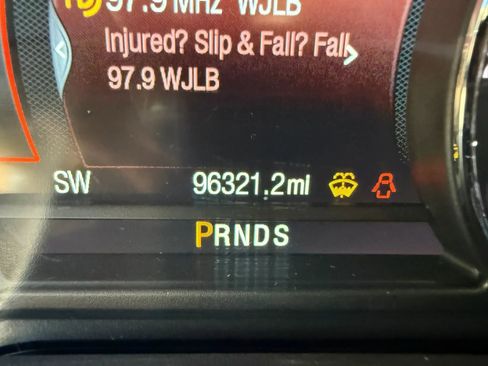 97.9 MHz WJLB
Injured? Slip & Fall? Fall
97.9 WJLB
SW 96321.2mi
PRNDS